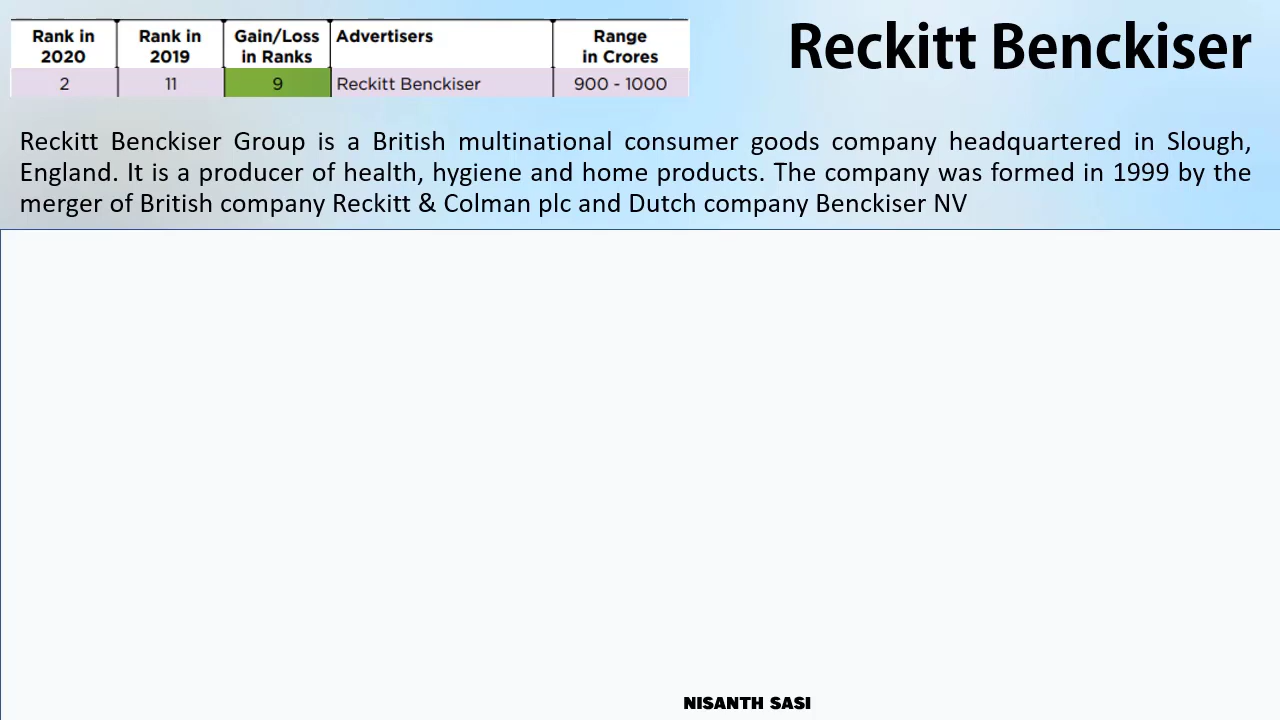 Rank in 2020 Rank in 2019 Gain/Loss in Ranks Advertisers Range in Crores
2 11 9 Reckitt Benckiser 900 - 1000
Reckitt Benckiser
Reckitt Benckiser Group is a British multinational consumer goods company headquartered in Slough,
England. It is a producer of health, hygiene and home products. The company was formed in 1999 by the
merger of British company Reckitt & Colman plc and Dutch company Benckiser NV
NISANTH SASI